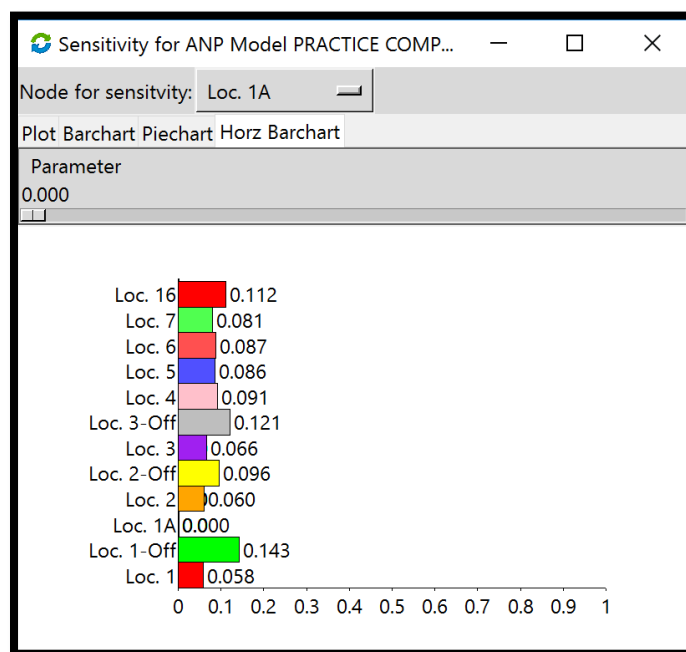 Sensitivity for ANP Model PRACTICE COMP...
Node for sensitvity: Loc. 1A
Plot Barchart Piechart Horz Barchart
Parameter
0.000
Loc. 16 0.112
Loc. 7 0.081
Loc. 6 0.087
Loc. 5 0.086
Loc. 4 0.091
Loc. 3-Off 0.121
Loc. 3 0.066
Loc. 2-Off 0.096
Loc. 2 0.060
Loc. 1A 0.000
Loc. 1-Off 0.143
Loc. 1 0.058
0 0.1 0.2 0.3 0.4 0.5 0.6 0.7 0.8 0.9 1